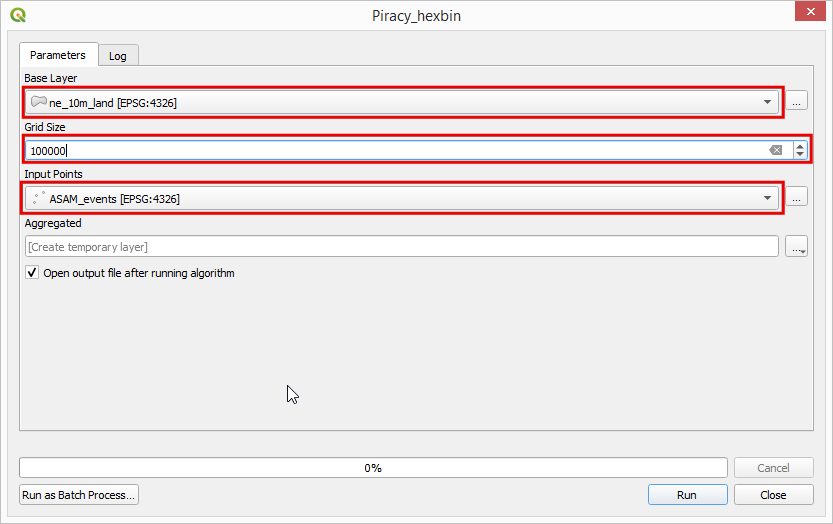 Piracy_hexbin
Parameters
Log
Base Layer
ne_10m_land [EPSG:4326]
...
Grid Size
100000
Input Points
ASAM_events [EPSG:4326]
...
Aggregated
[Create temporary layer]
...
Open output file after running algorithm
0%
Cancel
Run as Batch Process...
Run
Close